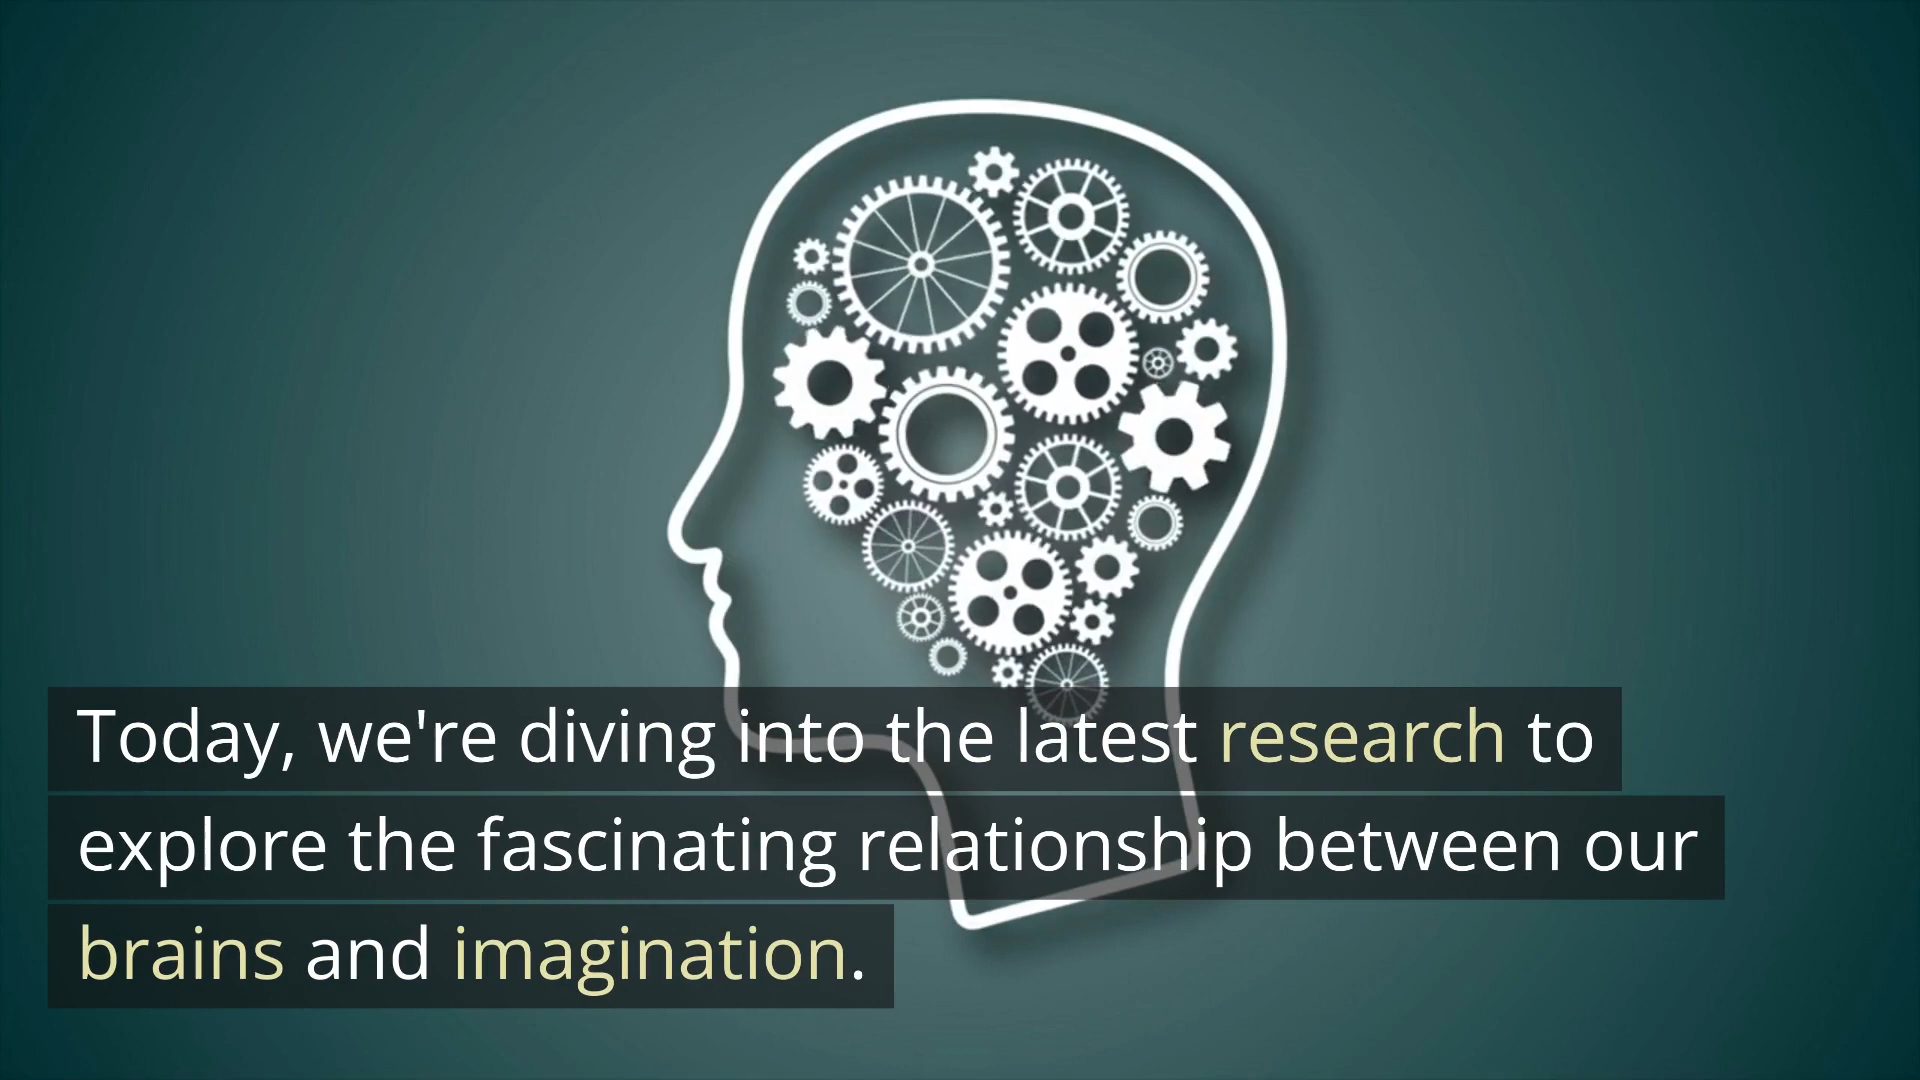 Today, we're diving into the latest research to
explore the fascinating relationship between our
brains and imagination.